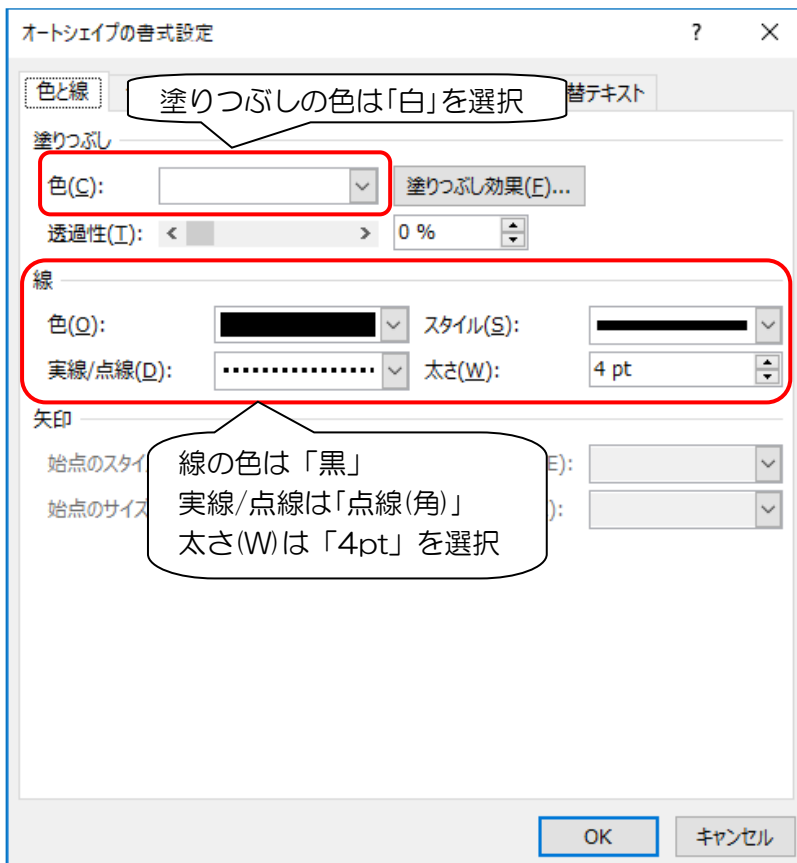 オートシェイプの書式設定 ?
色と線 塗りつぶしの色は「白」を選択 替テキスト
塗りつぶし
色(C): 塗りつぶし効果(F)...
透過性(T): 0 %
線
色(O): スタイル(S):
実線/点線(D): 太さ(W): 4 pt
矢印
始点のスタイ E):
始点のサイズ ):
線の色は「黒」
実線/点線は「点線(角)」
太さ(W)は「4pt」を選択
OK キャンセル